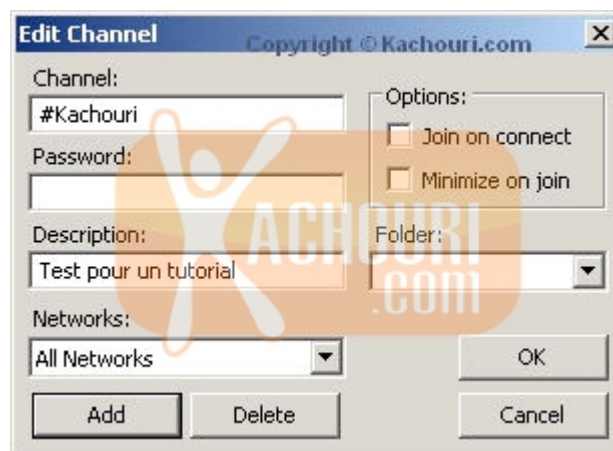 Edit Channel
Copyright © Kachouri.com
Channel:
#Kachouri
Options:
Join on connect
Password:
Minimize on join
KACHOURI
.com
Description:
Folder:
Test pour un tutorial
Networks:
All Networks
OK
Add
Delete
Cancel